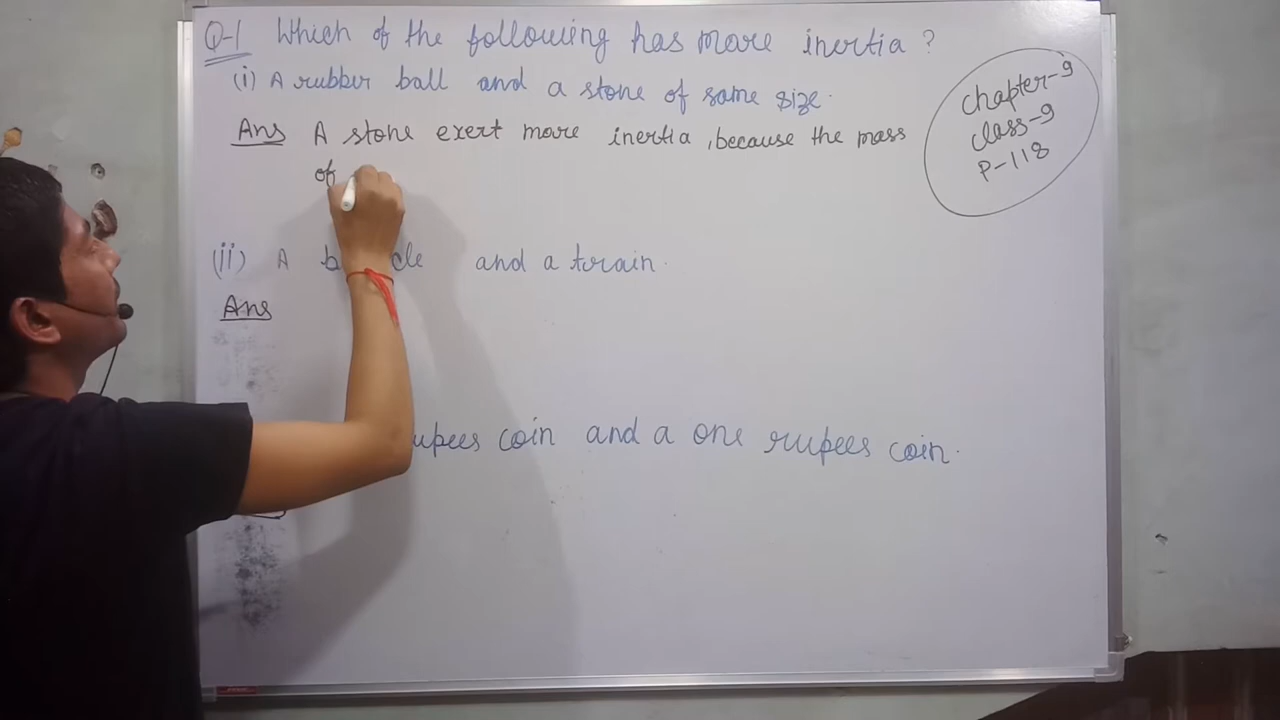 Q-1 Which of the following has more inertia ?
(i) A rubber ball and a stone of same size.
Ans A stone exert more inertia, because the mass
of
(ii) A and a train.
Ans
coin and a one rupees coin.
chapter-9
class-9
P-118